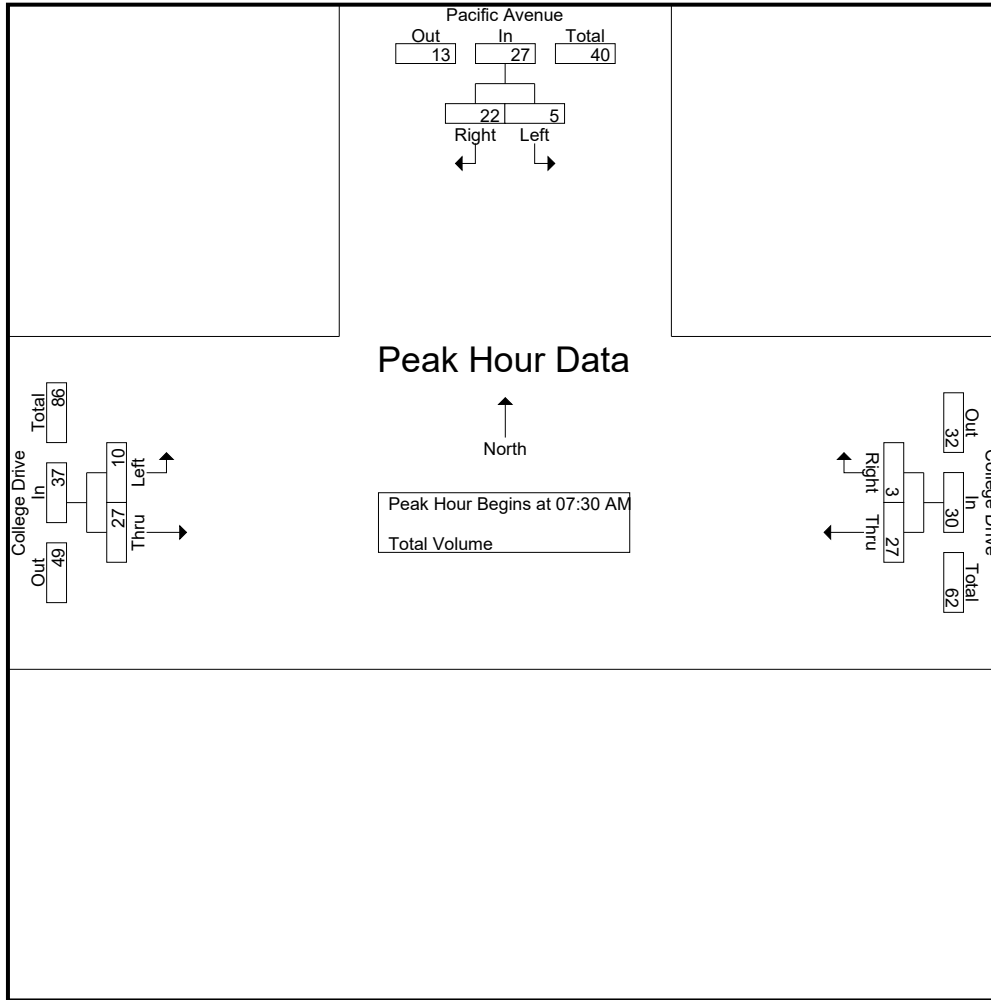 Pacific Avenue
Out In Total
13 27 40
22 5
Right Left
Peak Hour Data
North
Peak Hour Begins at 07:30 AM
Total Volume
College Drive
Total In Out
86 37 49
10 27
Left Thru
College Drive
Out In Total
32 30 62
3 27
Right Thru